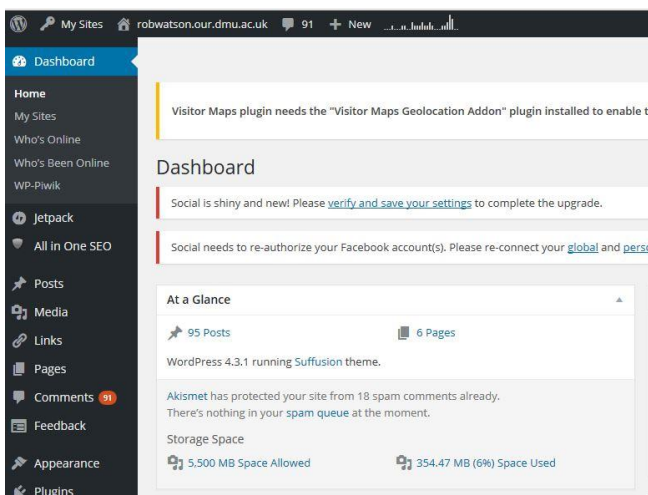 My Sites robwatson.our.dmu.ac.uk 91 + New
Dashboard
Home
My Sites
Who's Online
Who's Been Online
WP-Piwik
Jetpack
All in One SEO
Posts
Media
Links
Pages
Comments 91
Feedback
Appearance
Plugins
Visitor Maps plugin needs the "Visitor Maps Geolocation Addon" plugin installed to enable t
Dashboard
Social is shiny and new! Please verify and save your settings to complete the upgrade.
Social needs to re-authorize your Facebook account(s). Please re-connect your global and perso
At a Glance
95 Posts 6 Pages
WordPress 4.3.1 running Suffusion theme.
Akismet has protected your site from 18 spam comments already.
There's nothing in your spam queue at the moment.
Storage Space
5,500 MB Space Allowed 354.47 MB (6%) Space Used